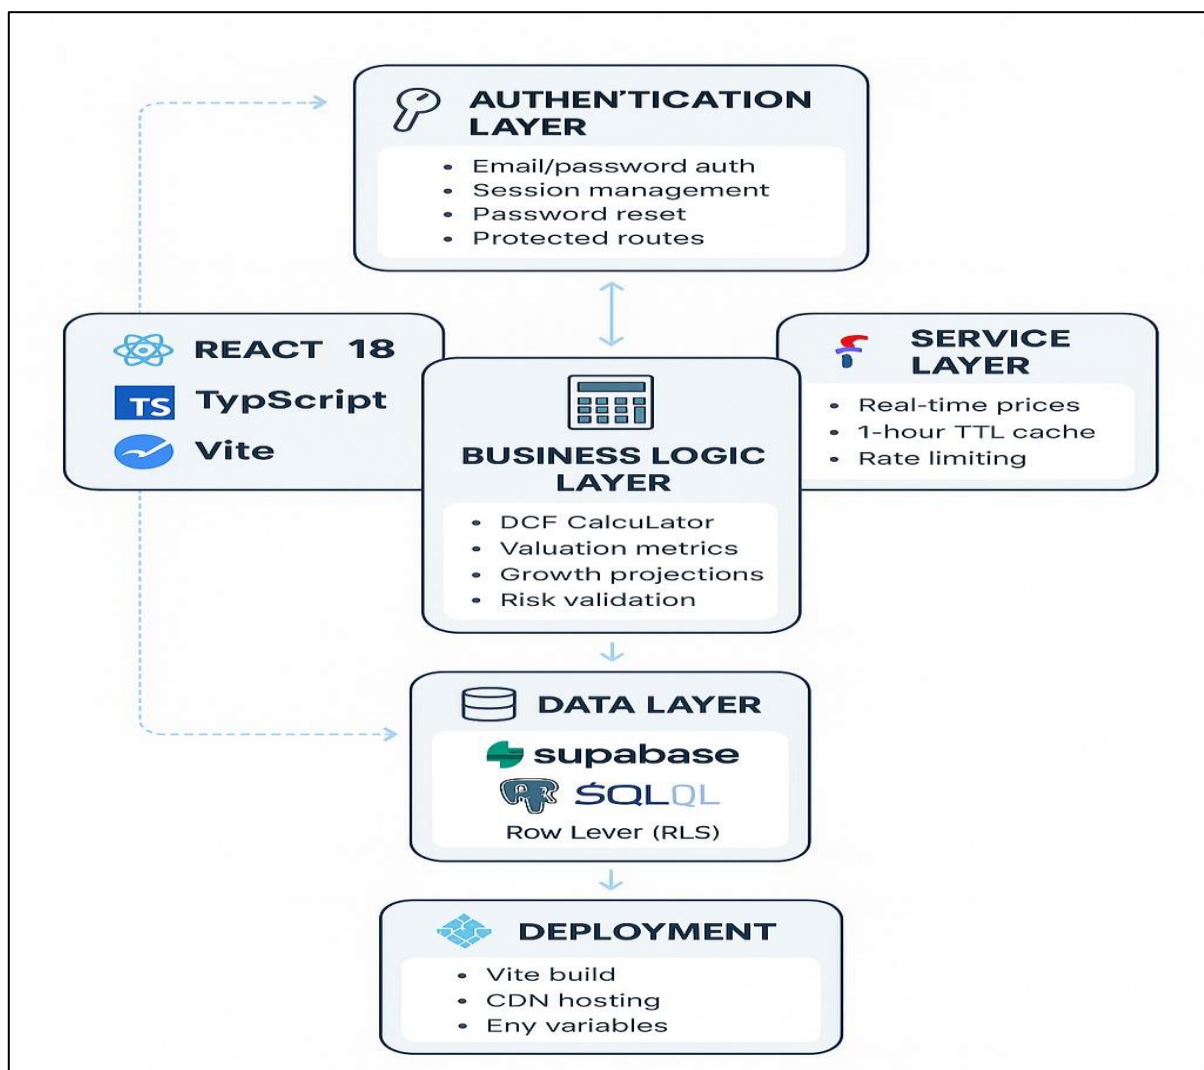 AUTHEN'TICATION
LAYER
• Email/password auth
• Session management
• Password reset
• Protected routes
REACT 18
TS TypScript
Vite
SERVICE
LAYER
• Real-time prices
• 1-hour TTL cache
• Rate limiting
BUSINESS LOGIC
LAYER
• DCF CalcuLator
• Valuation metrics
• Growth projections
• Risk validation
DATA LAYER
supabase
SQLQL
Row Lever (RLS)
DEPLOYMENT
• Vite build
• CDN hosting
• Eny variables